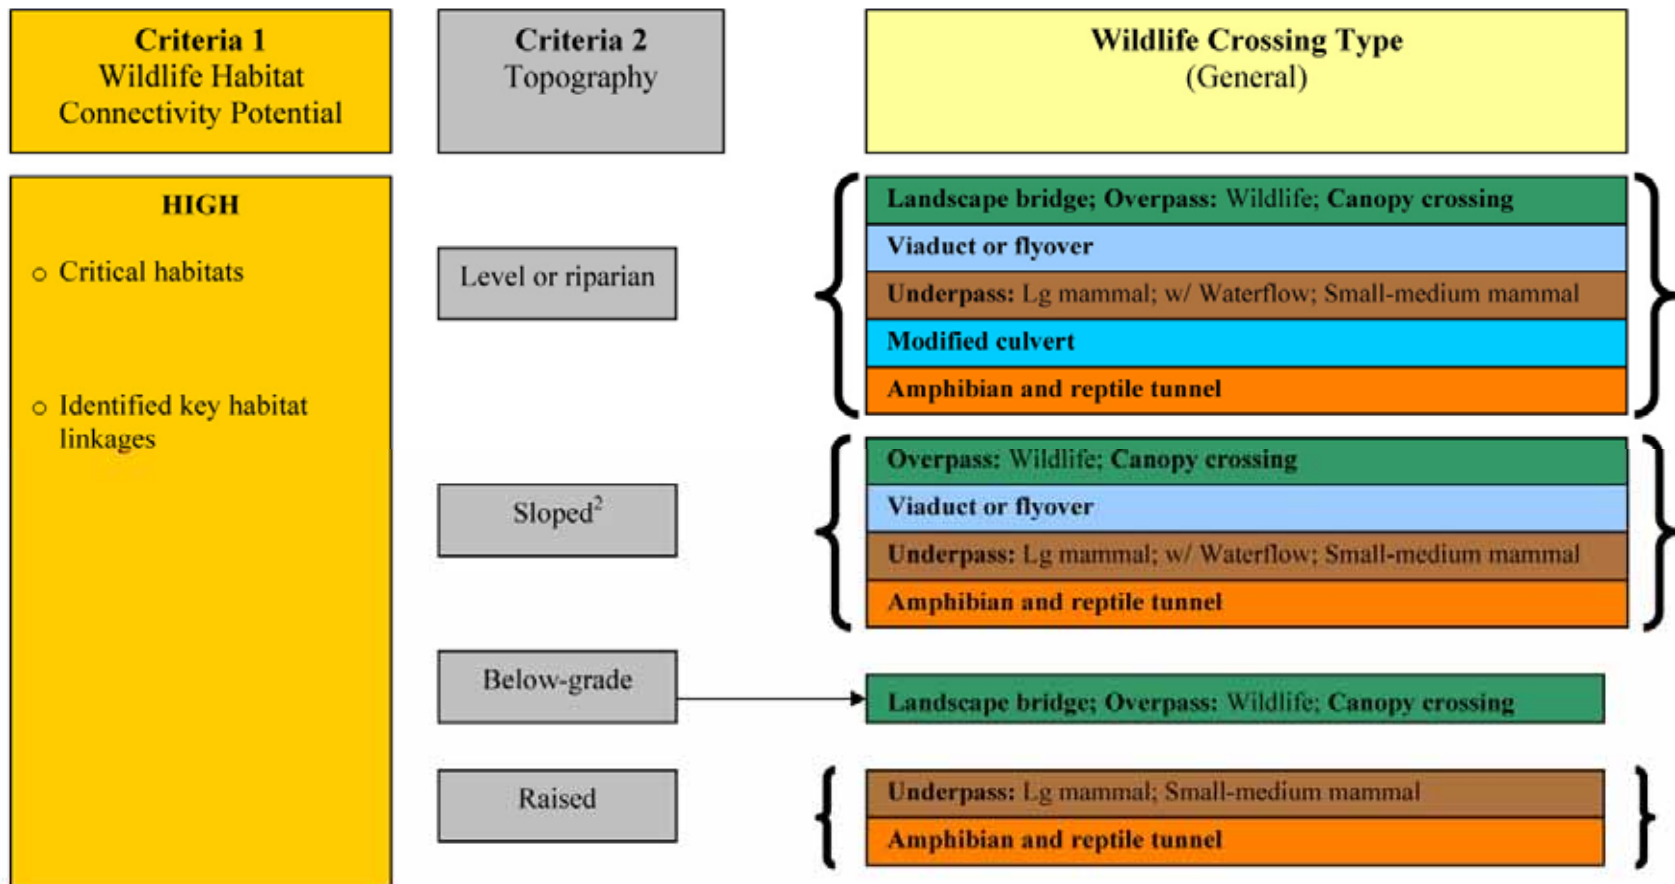 Criteria 1
Wildlife Habitat
Connectivity Potential
Criteria 2
Topography
Wildlife Crossing Type
(General)
HIGH
o Critical habitats
o Identified key habitat
linkages
Level or riparian
Landscape bridge; Overpass: Wildlife; Canopy crossing
Viaduct or flyover
Underpass: Lg mammal; w/ Waterflow; Small-medium mammal
Modified culvert
Amphibian and reptile tunnel
Sloped²
Overpass: Wildlife; Canopy crossing
Viaduct or flyover
Underpass: Lg mammal; w/ Waterflow; Small-medium mammal
Amphibian and reptile tunnel
Below-grade
Landscape bridge; Overpass: Wildlife; Canopy crossing
Raised
Underpass: Lg mammal; Small-medium mammal
Amphibian and reptile tunnel